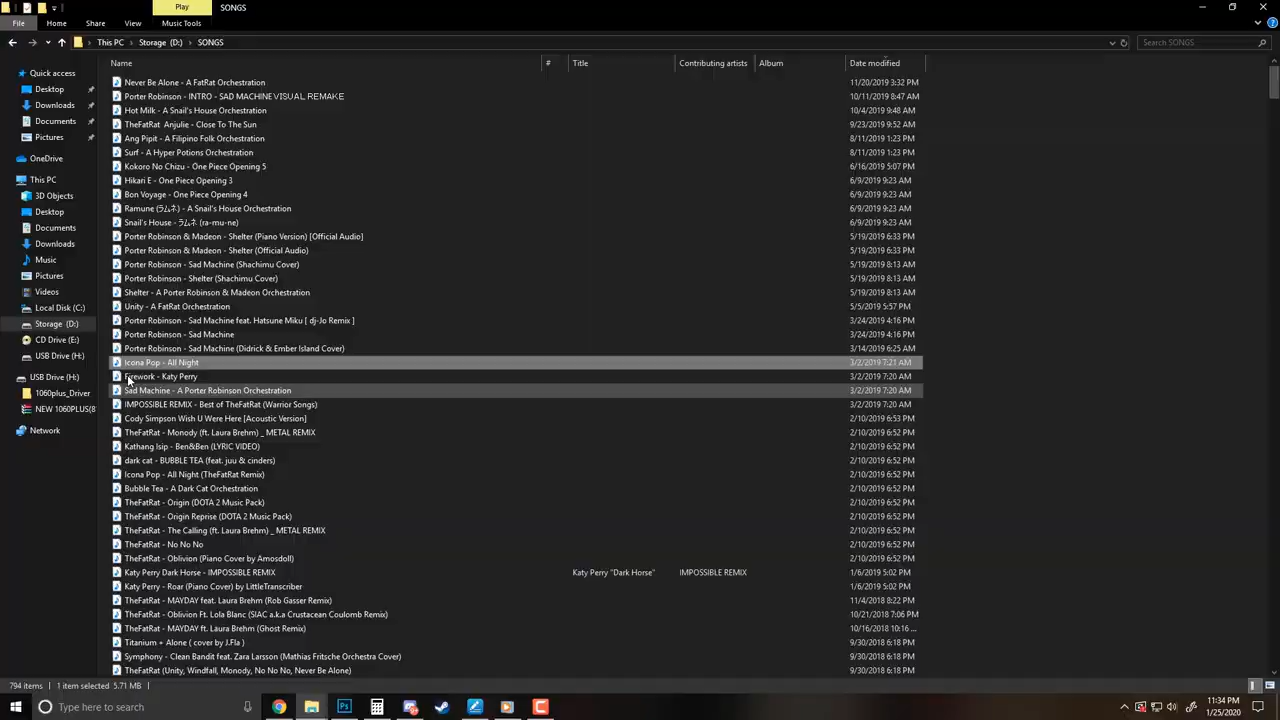 Play
SONGS
File
Home
Share
View
Music Tools
This PC
Storage (D:)
SONGS
Search SONGS
Name
#
Title
Contributing artists
Album
Date modified
Quick access
Desktop
Downloads
Documents
Pictures
OneDrive
This PC
3D Objects
Desktop
Documents
Downloads
Music
Pictures
Videos
Local Disk (C:)
Storage (D:)
CD Drive (E:)
USB Drive (H:)
USB Drive (H:)
1060plus_Driver
NEW 1060PLUS(8
Network
Never Be Alone - A FatRat Orchestration 11/20/2019 3:32 PM
Porter Robinson - INTRO - SAD MACHINE VISUAL REMAKE 10/11/2019 8:47 AM
Hot Milk - A Snail's House Orchestration 10/4/2019 9:48 AM
TheFatRat Anjulie - Close To The Sun 9/23/2019 9:52 AM
Ang Pipit - A Filipino Folk Orchestration 8/11/2019 1:23 PM
Surf - A Hyper Potions Orchestration 8/11/2019 1:23 PM
Kokoro No Chizu - One Piece Opening 5 6/16/2019 5:07 PM
Hikari E - One Piece Opening 3 6/9/2019 9:23 AM
Bon Voyage - One Piece Opening 4 6/9/2019 9:23 AM
Ramune (ラムネ) - A Snail's House Orchestration 6/9/2019 9:23 AM
Snail's House - ラムネ (ra-mu-ne) 6/9/2019 9:23 AM
Porter Robinson & Madeon - Shelter (Piano Version) [Official Audio] 5/19/2019 6:33 PM
Porter Robinson & Madeon - Shelter (Official Audio) 5/19/2019 6:33 PM
Porter Robinson - Sad Machine (Shachimu Cover) 5/19/2019 8:13 AM
Porter Robinson - Shelter (Shachimu Cover) 5/19/2019 8:13 AM
Shelter - A Porter Robinson & Madeon Orchestration 5/19/2019 8:13 AM
Unity - A FatRat Orchestration 5/5/2019 5:57 PM
Porter Robinson - Sad Machine feat. Hatsune Miku [ dj-Jo Remix ] 3/24/2019 4:16 PM
Porter Robinson - Sad Machine 3/24/2019 4:16 PM
Porter Robinson - Sad Machine (Didrick & Ember Island Cover) 3/14/2019 6:25 AM
Icona Pop - All Night 3/2/2019 7:21 AM
Firework - Katy Perry 3/2/2019 7:20 AM
Sad Machine - A Porter Robinson Orchestration 3/2/2019 7:20 AM
IMPOSSIBLE REMIX - Best of TheFatRat (Warrior Songs) 3/2/2019 7:20 AM
Cody Simpson Wish U Were Here [Acoustic Version] 2/10/2019 6:53 PM
TheFatRat - Monody (ft. Laura Brehm) _ METAL REMIX 2/10/2019 6:52 PM
Kathang Isip - Ben&Ben (LYRIC VIDEO) 2/10/2019 6:52 PM
dark cat - BUBBLE TEA (feat. juu & cinders) 2/10/2019 6:52 PM
Icona Pop - All Night (TheFatRat Remix) 2/10/2019 6:52 PM
Bubble Tea - A Dark Cat Orchestration 2/10/2019 6:52 PM
TheFatRat - Origin (DOTA 2 Music Pack) 2/10/2019 6:52 PM
TheFatRat - Origin Reprise (DOTA 2 Music Pack) 2/10/2019 6:52 PM
TheFatRat - The Calling (ft. Laura Brehm) _ METAL REMIX 2/10/2019 6:52 PM
TheFatRat - No No No 2/10/2019 6:52 PM
TheFatRat - Oblivion (Piano Cover by Amosdoll) 2/10/2019 6:52 PM
Katy Perry Dark Horse - IMPOSSIBLE REMIX Katy Perry "Dark Horse" IMPOSSIBLE REMIX 1/6/2019 5:02 PM
Katy Perry - Roar (Piano Cover) by LittleTranscriber 1/6/2019 5:02 PM
TheFatRat - MAYDAY feat. Laura Brehm (Rob Gasser Remix) 11/4/2018 8:22 PM
TheFatRat - Oblivion Ft. Lola Blanc (SIAC a.k.a Crustacean Coulomb Remix) 10/21/2018 7:06 PM
TheFatRat - MAYDAY ft. Laura Brehm (Ghost Remix) 10/16/2018 10:16 ...
Titanium + Alone ( cover by J.Fla ) 9/30/2018 6:18 PM
Symphony - Clean Bandit feat. Zara Larsson (Mathias Fritsche Orchestra Cover) 9/30/2018 6:18 PM
TheFatRat (Unity, Windfall, Monody, No No No, Never Be Alone) 9/30/2018 6:18 PM
794 items
1 item selected 5.71 MB
Type here to search
11:34 PM
1/25/2020